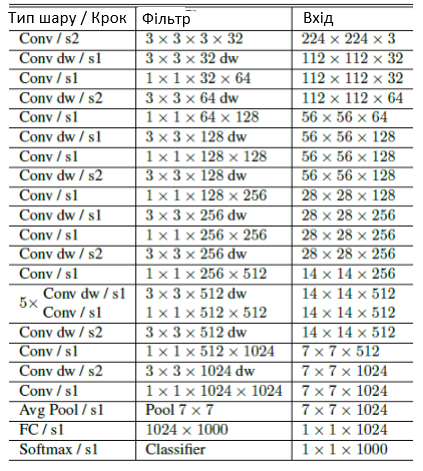 Тип шару / Крок Фільтр Вхід
Conv / s2 3 × 3 × 3 × 32 224 × 224 × 3
Conv dw / s1 3 × 3 × 32 dw 112 × 112 × 32
Conv / s1 1 × 1 × 32 × 64 112 × 112 × 32
Conv dw / s2 3 × 3 × 64 dw 112 × 112 × 64
Conv / s1 1 × 1 × 64 × 128 56 × 56 × 64
Conv dw / s1 3 × 3 × 128 dw 56 × 56 × 128
Conv / s1 1 × 1 × 128 × 128 56 × 56 × 128
Conv dw / s2 3 × 3 × 128 dw 56 × 56 × 128
Conv / s1 1 × 1 × 128 × 256 28 × 28 × 128
Conv dw / s1 3 × 3 × 256 dw 28 × 28 × 256
Conv / s1 1 × 1 × 256 × 256 28 × 28 × 256
Conv dw / s2 3 × 3 × 256 dw 28 × 28 × 256
Conv / s1 1 × 1 × 256 × 512 14 × 14 × 256
5× Conv dw / s1 3 × 3 × 512 dw 14 × 14 × 512
Conv / s1 1 × 1 × 512 × 512 14 × 14 × 512
Conv dw / s2 3 × 3 × 512 dw 14 × 14 × 512
Conv / s1 1 × 1 × 512 × 1024 7 × 7 × 512
Conv dw / s2 3 × 3 × 1024 dw 7 × 7 × 1024
Conv / s1 1 × 1 × 1024 × 1024 7 × 7 × 1024
Avg Pool / s1 Pool 7 × 7 7 × 7 × 1024
FC / s1 1024 × 1000 1 × 1 × 1024
Softmax / s1 Classifier 1 × 1 × 1000